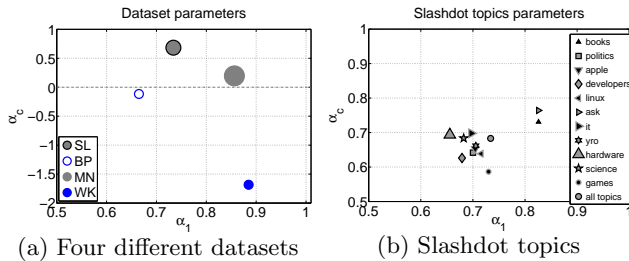 Dataset parameters
1
0.5
0
−0.5
−1
−1.5
−2
α_c
0.5 0.6 0.7 0.8 0.9 1
α_1
SL
BP
MN
WK
(a) Four different datasets
Slashdot topics parameters
1
0.9
0.8
0.7
0.6
0.5
α_c
0.5 0.6 0.7 0.8 0.9 1
α_1
books
politics
apple
developers
linux
ask
it
yro
hardware
science
games
all topics
(b) Slashdot topics